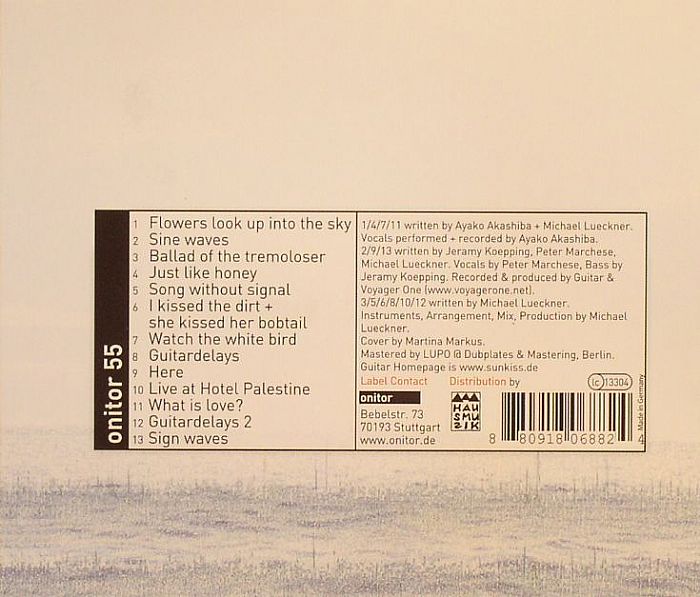 onitor 55
1 Flowers look up into the sky
2 Sine waves
3 Ballad of the tremoloser
4 Just like honey
5 Song without signal
6 I kissed the dirt +
she kissed her bobtail
7 Watch the white bird
8 Guitardelays
9 Here
10 Live at Hotel Palestine
11 What is love?
12 Guitardelays 2
13 Sign waves
1/4/7/11 written by Ayako Akashiba + Michael Lueckner.
Vocals performed + recorded by Ayako Akashiba.
2/9/13 written by Jeramy Koepping, Peter Marchese,
Michael Lueckner. Vocals by Peter Marchese, Bass by
Jeramy Koepping. Recorded & produced by Guitar &
Voyager One (www.voyagerone.net).
3/5/6/8/10/12 written by Michael Lueckner.
Instruments, Arrangement, Mix, Production by Michael
Lueckner.
Cover by Martina Markus.
Mastered by LUPO @ Dubplates & Mastering, Berlin.
Guitar Homepage is www.sunkiss.de
Label Contact
onitor
Bebelstr. 73
70193 Stuttgart
www.onitor.de
Distribution by
HAUSMUSIK
LC 13304
8 80918 06882 4
Made in Germany